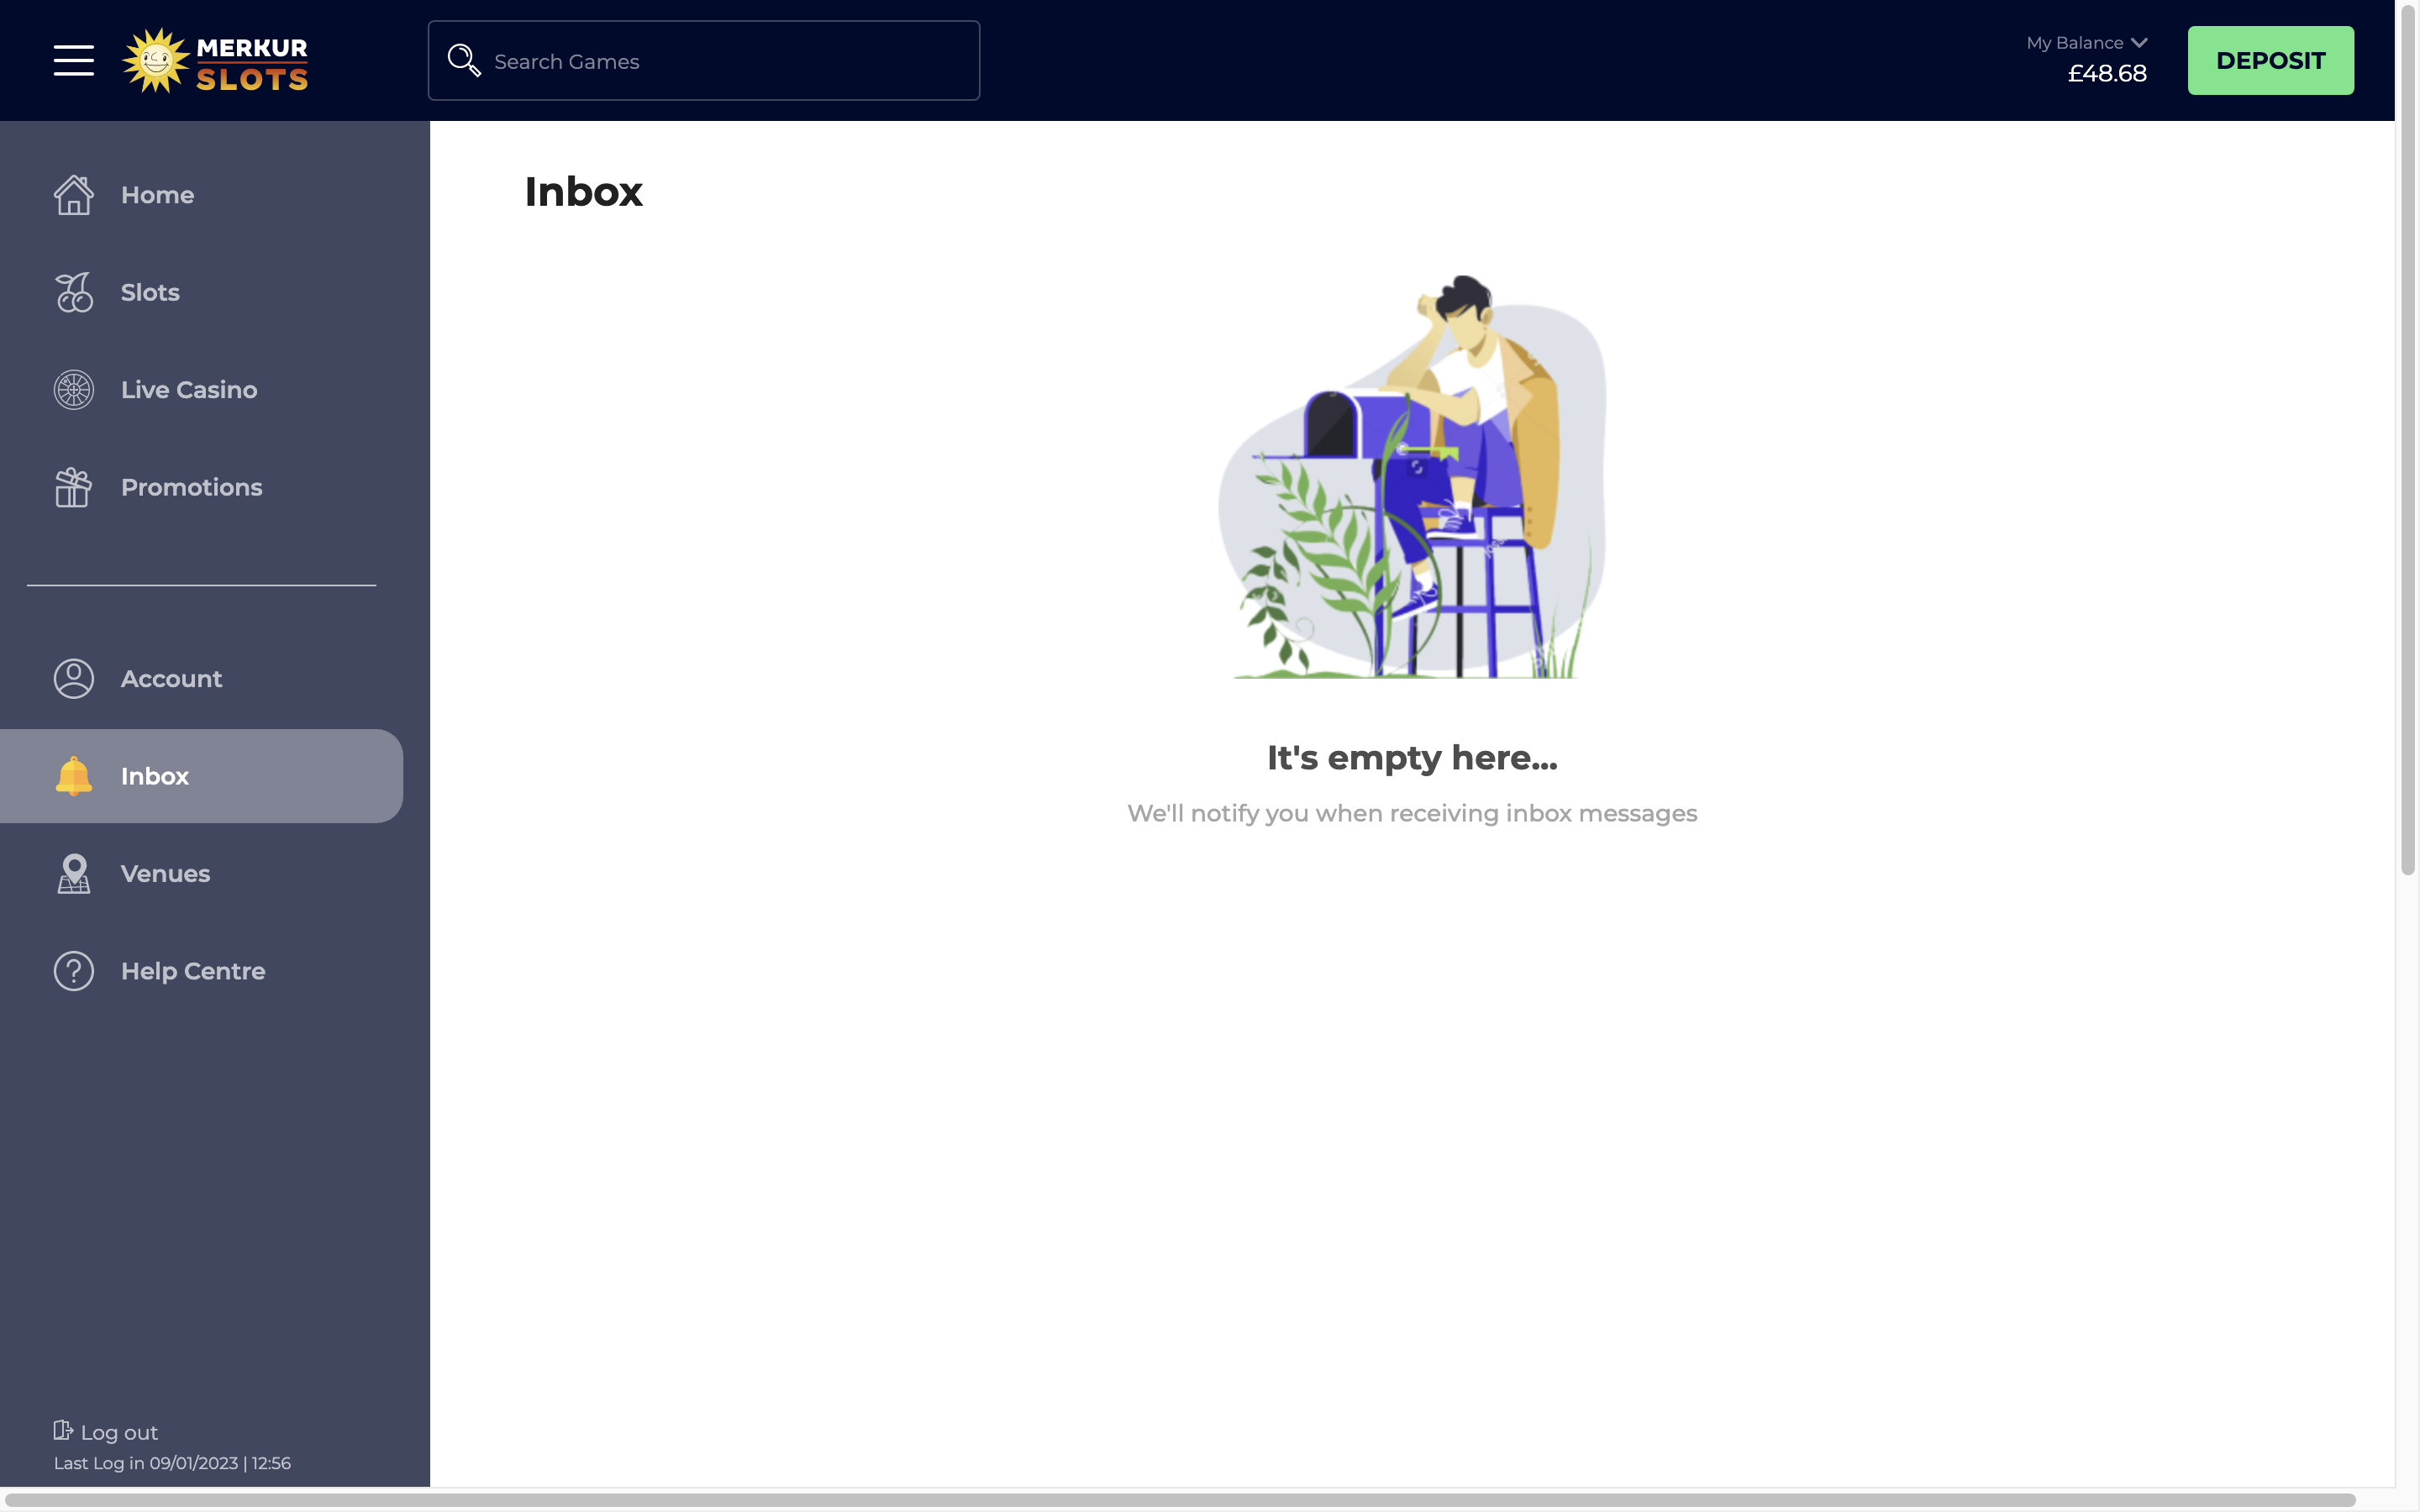 MERKUR
SLOTS
Search Games
My Balance
£48.68
DEPOSIT
Home
Slots
Live Casino
Promotions
Account
Inbox
Venues
Help Centre
Log out
Last Log in 09/01/2023 | 12:56
Inbox
It's empty here...
We'll notify you when receiving inbox messages